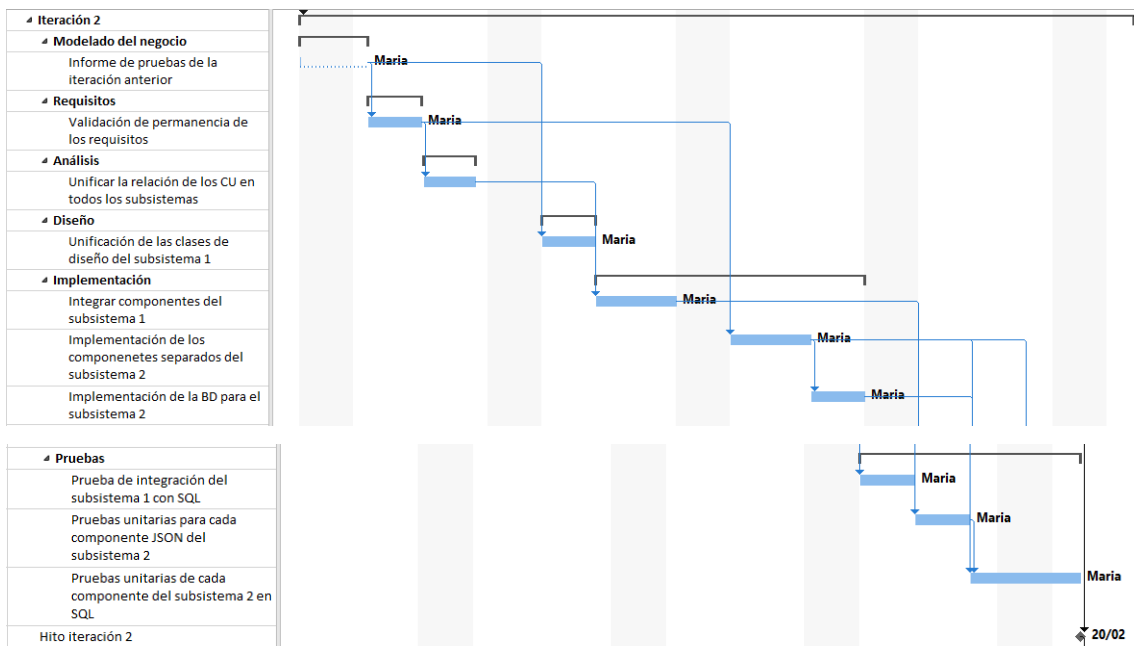 Iteración 2
Modelado del negocio
Informe de pruebas de la
iteración anterior
Maria
Requisitos
Validación de permanencia de
los requisitos
Maria
Análisis
Unificar la relación de los CU en
todos los subsistemas
Diseño
Unificación de las clases de
diseño del subsistema 1
Maria
Implementación
Integrar componentes del
subsistema 1
Maria
Implementación de los
componenetes separados del
subsistema 2
Maria
Implementación de la BD para el
subsistema 2
Maria
Pruebas
Prueba de integración del
subsistema 1 con SQL
Maria
Pruebas unitarias para cada
componente JSON del
subsistema 2
Maria
Pruebas unitarias de cada
componente del subsistema 2 en
SQL
Maria
Hito iteración 2
20/02